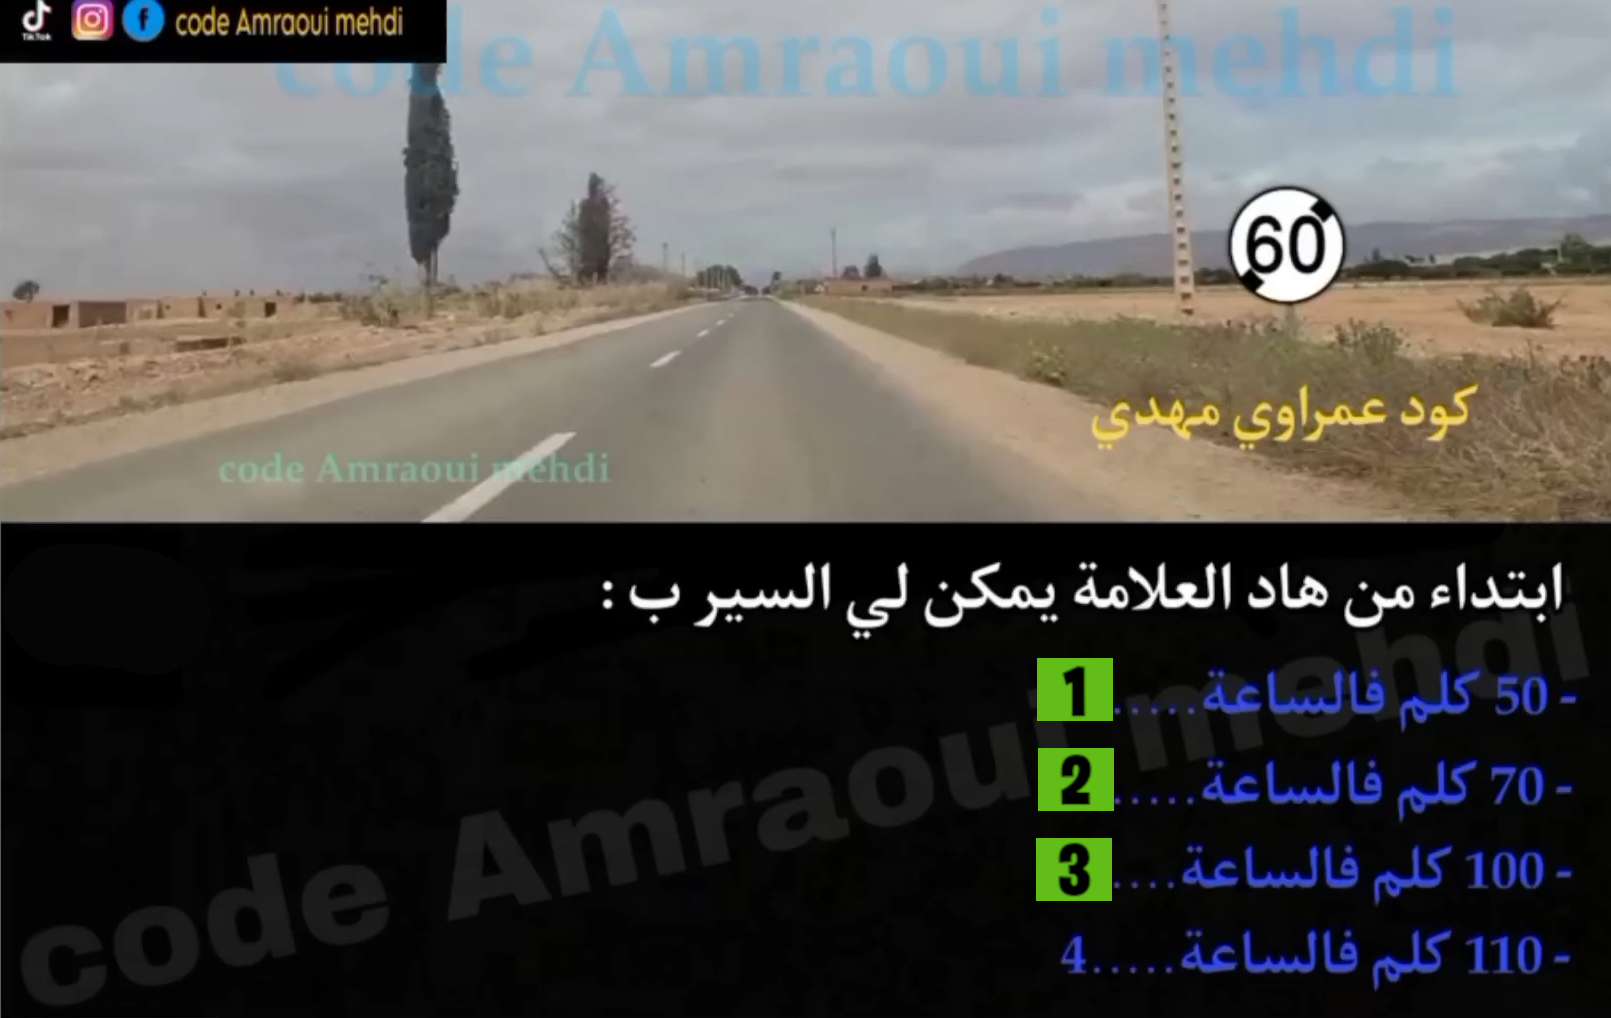 TikTok
code Amraoui mehdi
code Amraoui mehdi
60
كود عمراوي مهدي
code Amraoui mehdi
ابتداء من هاد العلامة يمكن لي السير ب :
- 50 كلم فالساعة.....1
- 70 كلم فالساعة.....2
- 100 كلم فالساعة....3
- 110 كلم فالساعة.....4
code Amraoui mehdi